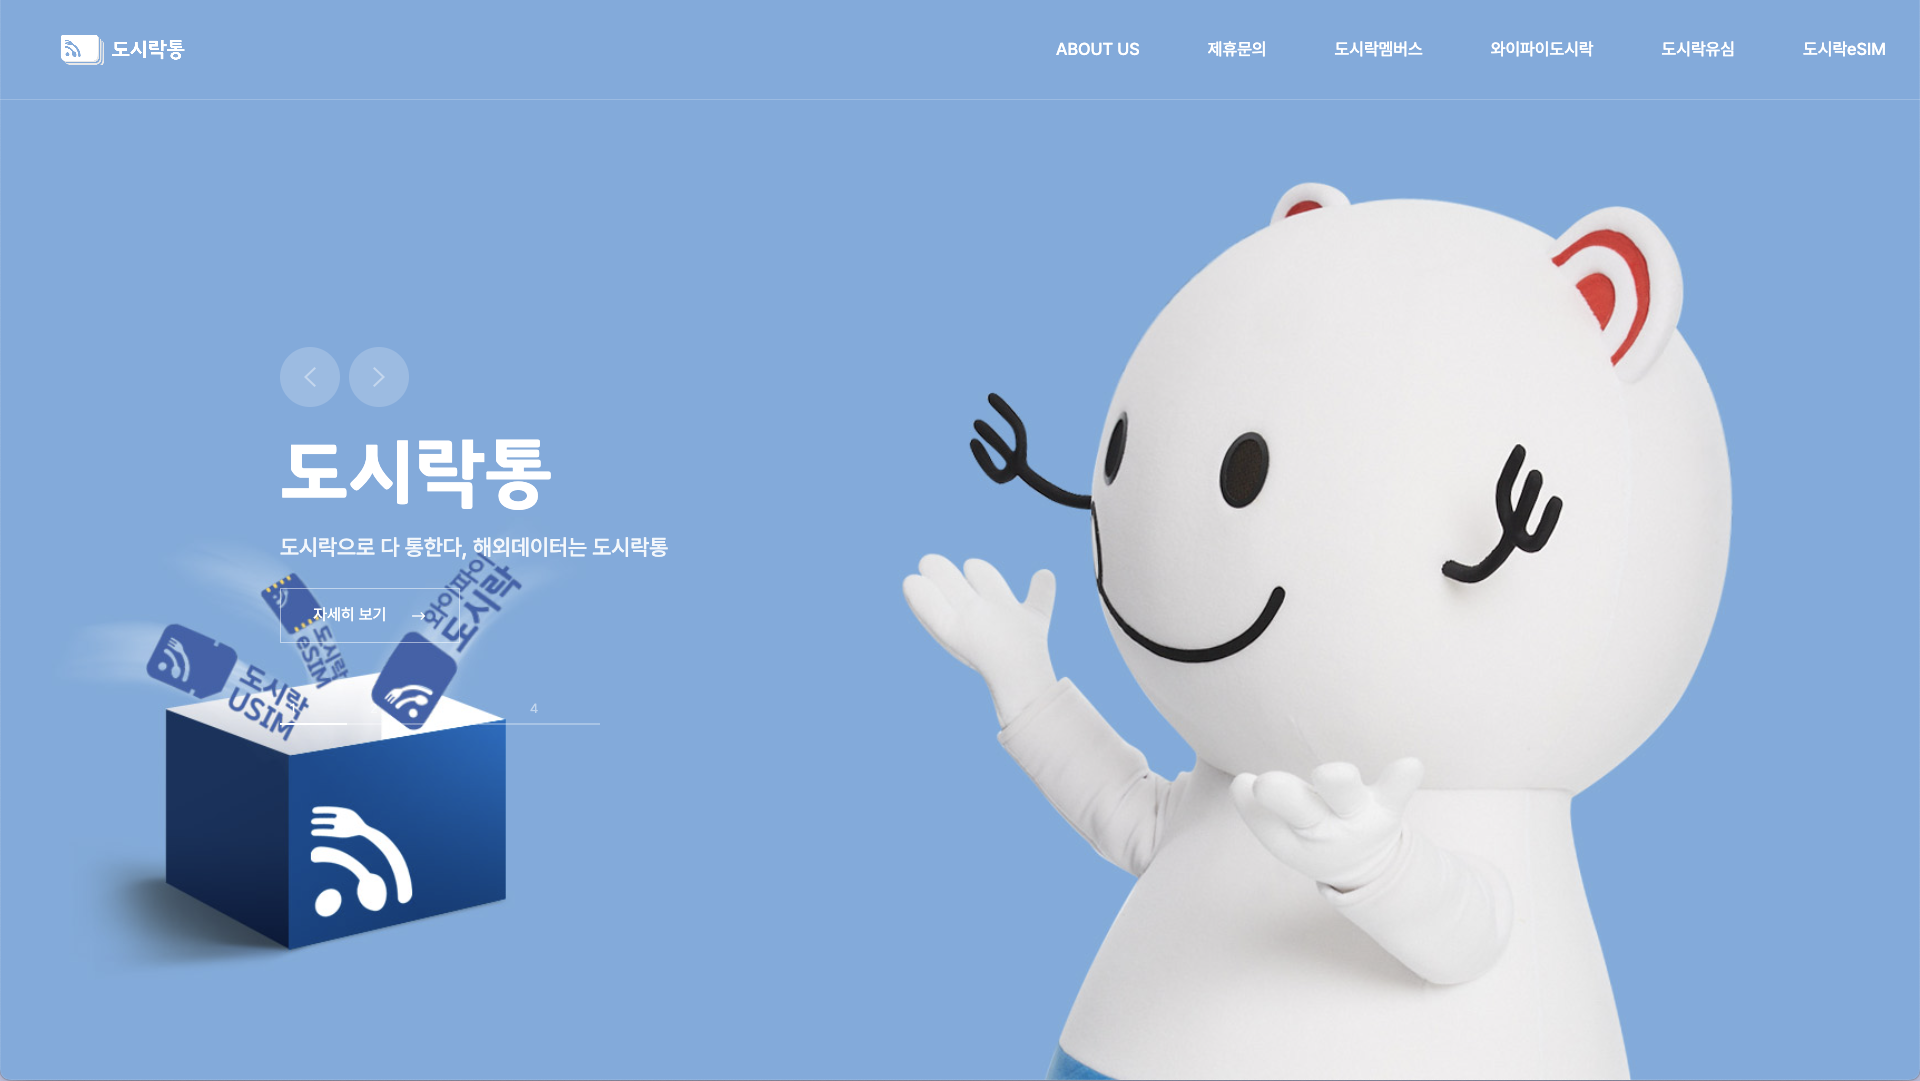 도시락통
ABOUT US
제휴문의
도시락멤버스
와이파이도시락
도시락유심
도시락eSIM
도시락통
도시락으로 다 통한다, 해외데이터는 도시락통
자세히 보기 →
도시락
eSIM
와이파이
도시락
도시락
USIM
4